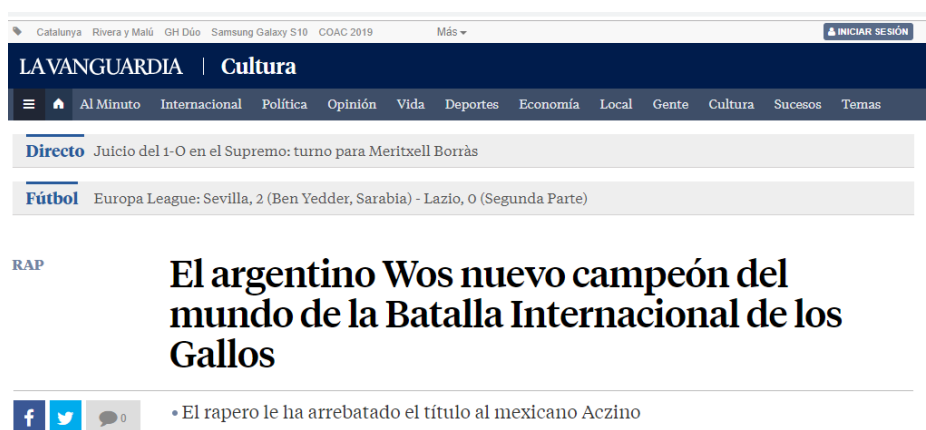 Catalunya Rivera y Malú GH Dúo Samsung Galaxy S10 COAC 2019 Más INICIAR SESIÓN
LA VANGUARDIA | Cultura
Al Minuto Internacional Política Opinión Vida Deportes Economía Local Gente Cultura Sucesos Temas
Directo Juicio del 1-O en el Supremo: turno para Meritxell Borràs
Fútbol Europa League: Sevilla, 2 (Ben Yedder, Sarabia) - Lazio, 0 (Segunda Parte)
RAP
El argentino Wos nuevo campeón del
mundo de la Batalla Internacional de los
Gallos
0
• El rapero le ha arrebatado el título al mexicano Aczino